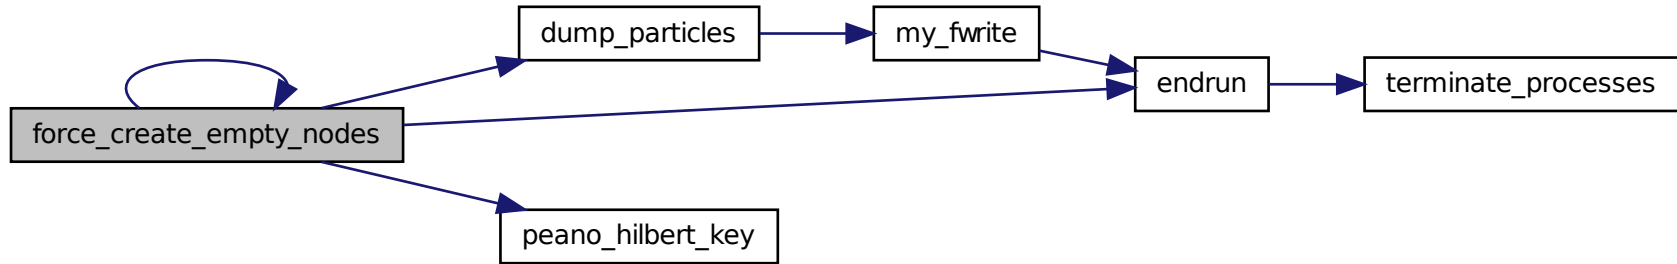 dump_particles
my_fwrite
endrun
terminate_processes
force_create_empty_nodes
peano_hilbert_key